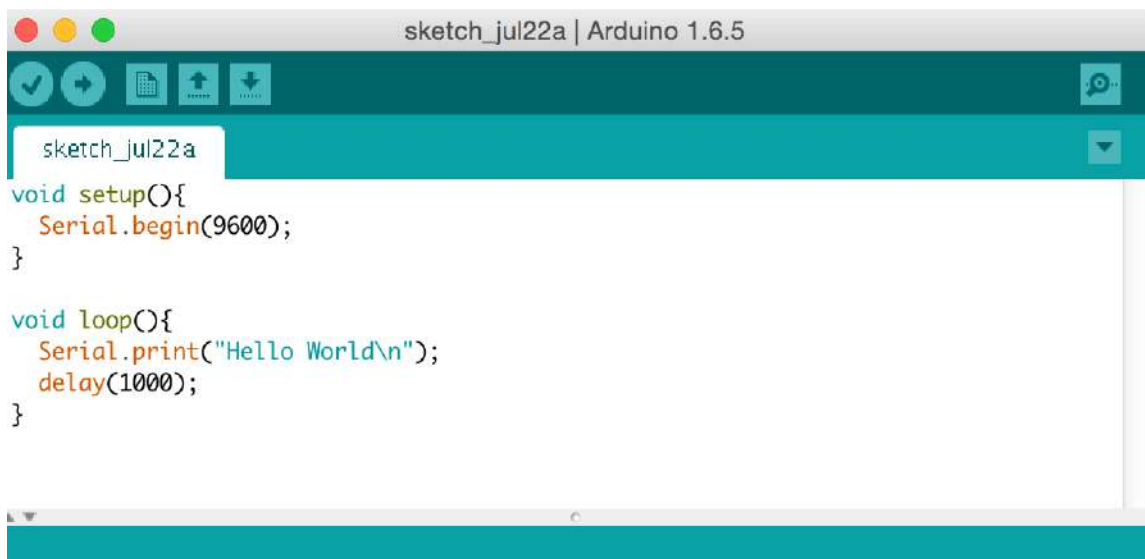 sketch_jul22a | Arduino 1.6.5
sketch_jul22a
void setup(){
  Serial.begin(9600);
}
void loop(){
  Serial.print("Hello World\n");
  delay(1000);
}